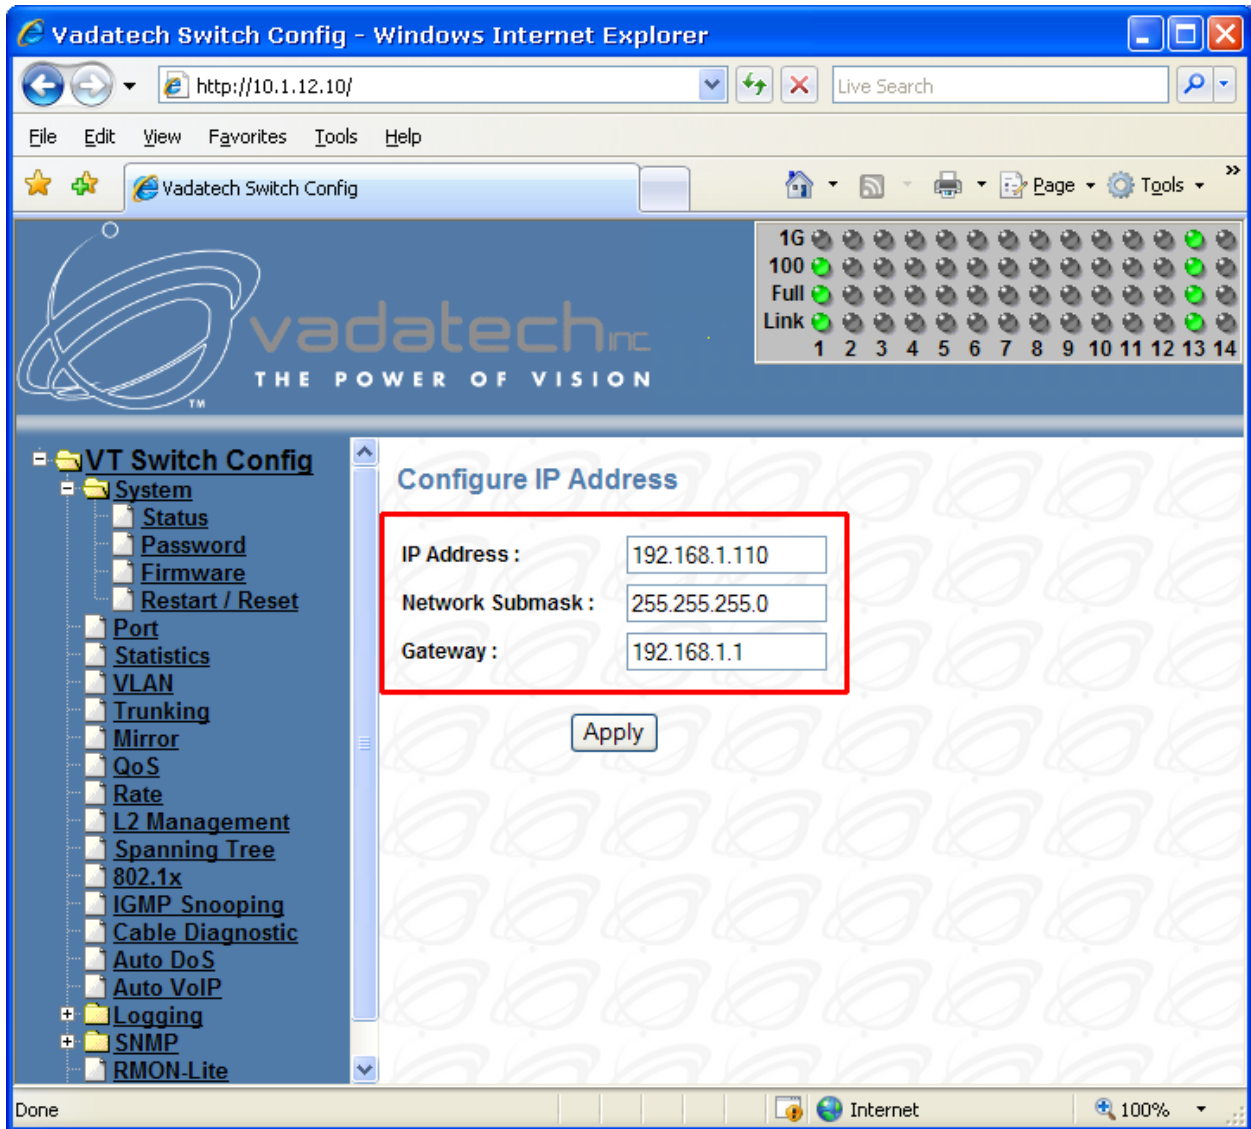 Vadatech Switch Config - Windows Internet Explorer
http://10.1.12.10/
Live Search
File Edit View Favorites Tools Help
Vadatech Switch Config
Page Tools »
1G
100
Full
Link
1 2 3 4 5 6 7 8 9 10 11 12 13 14
vadatech inc
THE POWER OF VISION
TM
VT Switch Config
System
Status
Password
Firmware
Restart / Reset
Port
Statistics
VLAN
Trunking
Mirror
QoS
Rate
L2 Management
Spanning Tree
802.1x
IGMP Snooping
Cable Diagnostic
Auto DoS
Auto VoIP
Logging
SNMP
RMON-Lite
Configure IP Address
IP Address : 192.168.1.110
Network Submask : 255.255.255.0
Gateway : 192.168.1.1
Apply
Done Internet 100%